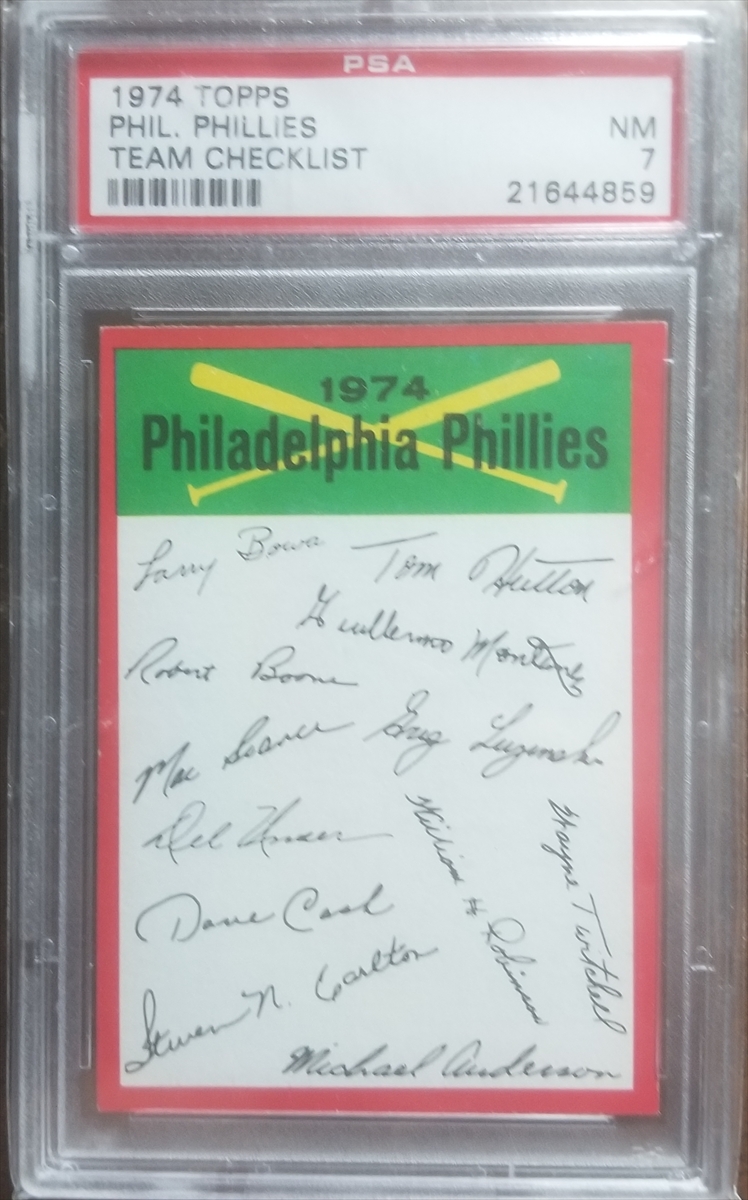 PSA
1974 TOPPS
PHIL. PHILLIES NM
TEAM CHECKLIST 7
21644859
1974
Philadelphia Phillies
Larry Bowa Tom Hutton
Guillermo Montanez
Robert Boone
Mac Scarce Greg Luzinski
Del Unser
William H Robinson
Wayne Twitchell
Dave Cash
Steven N. Carlton
Michael Anderson